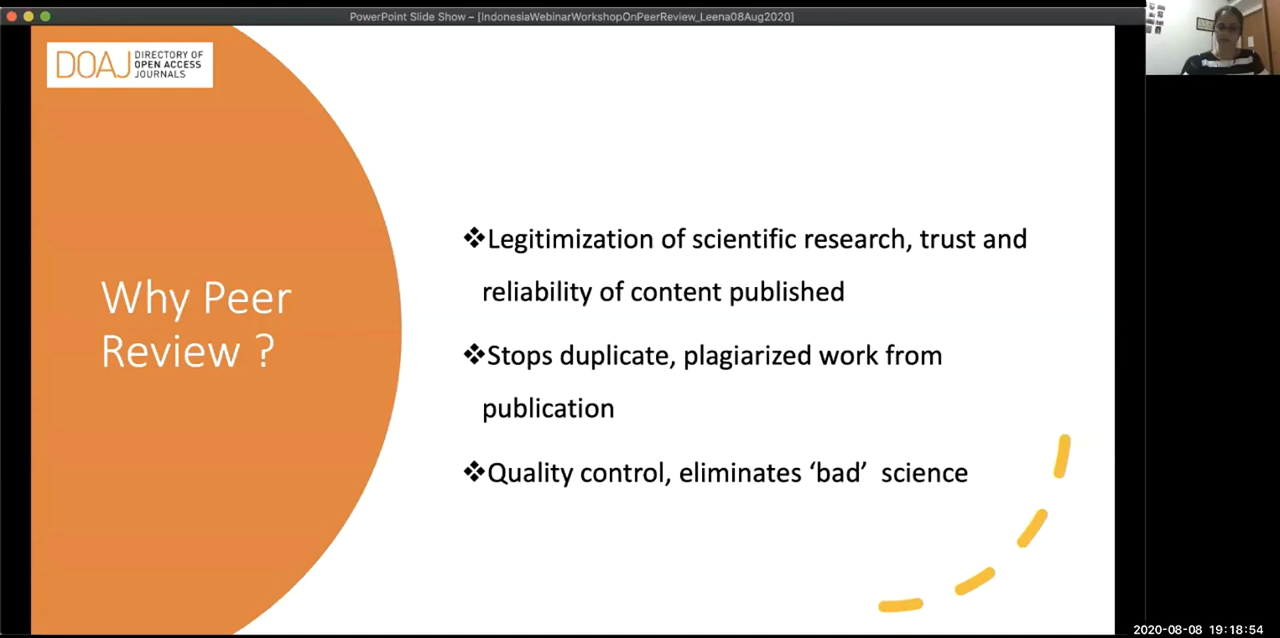 PowerPoint Slide Show – [IndonesiaWebinarWorkshopOnPeerReview_Leena08Aug2020]
DOAJ
DIRECTORY OF
OPEN ACCESS
JOURNALS
Why Peer
Review ?
❖Legitimization of scientific research, trust and
reliability of content published
❖Stops duplicate, plagiarized work from
publication
❖Quality control, eliminates ‘bad’ science
2020-08-08 19:18:54